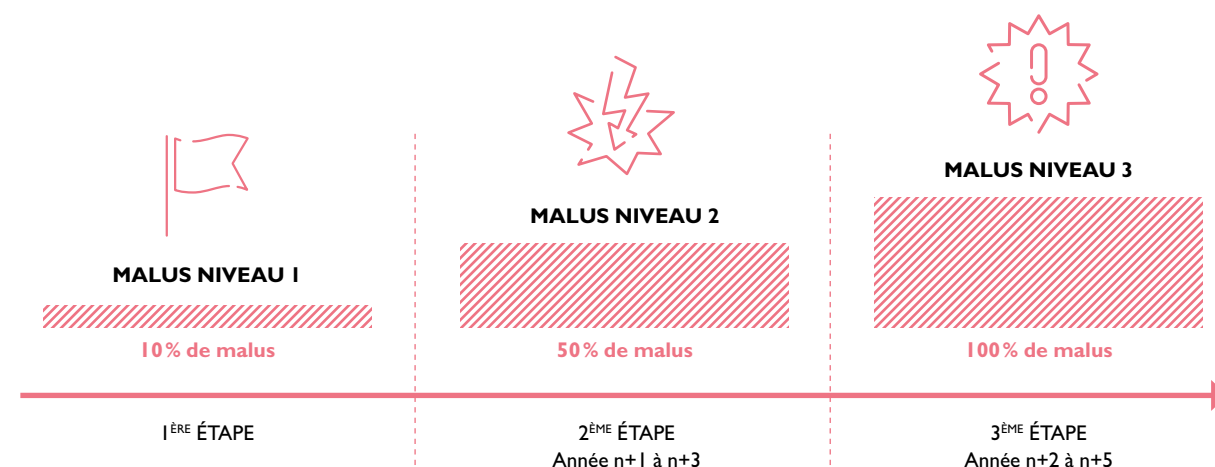 MALUS NIVEAU 1
10 % de malus
1ÈRE ÉTAPE
MALUS NIVEAU 2
50 % de malus
2ÈME ÉTAPE
Année n+1 à n+3
MALUS NIVEAU 3
100 % de malus
3ÈME ÉTAPE
Année n+2 à n+5